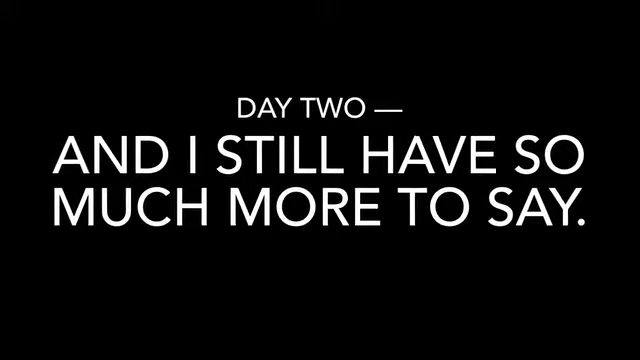 DAY TWO —
AND I STILL HAVE SO
MUCH MORE TO SAY.